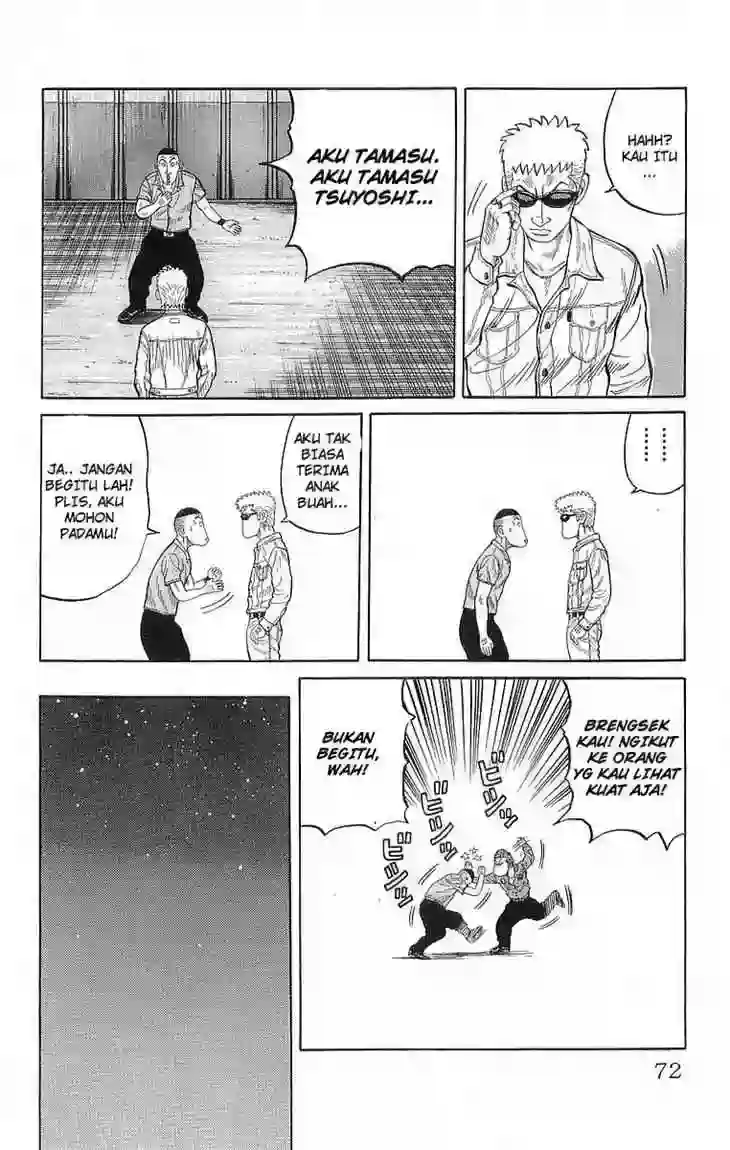 HAHH?
KAU ITU
...
AKU TAMASU.
AKU TAMASU
TSUYOSHI...
⋮⋮
AKU TAK
BIASA
TERIMA
ANAK
BUAH...
JA.. JANGAN
BEGITU LAH!
PLIS, AKU
MOHON
PADAMU!
BRENGSEK
KAU! NGIKUT
KE ORANG
YG KAU LIHAT
KUAT AJA!
BUKAN
BEGITU,
WAH!
ビシッ
ビシッ
ビシッ
72